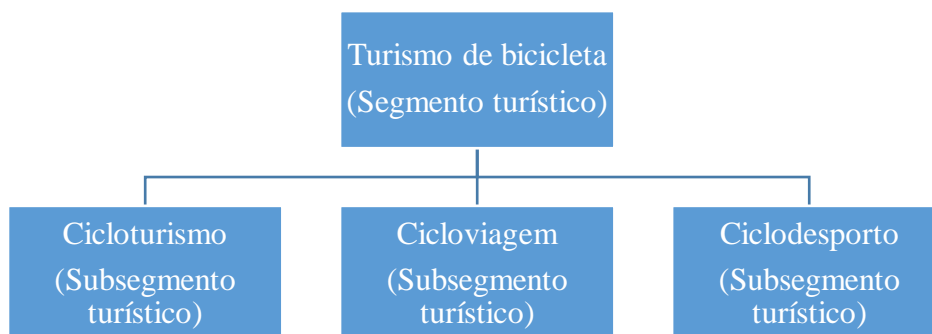 Turismo de bicicleta
(Segmento turístico)
Cicloturismo
(Subsegmento
turístico)
Cicloviagem
(Subsegmento
turístico)
Ciclodesporto
(Subsegmento
turístico)